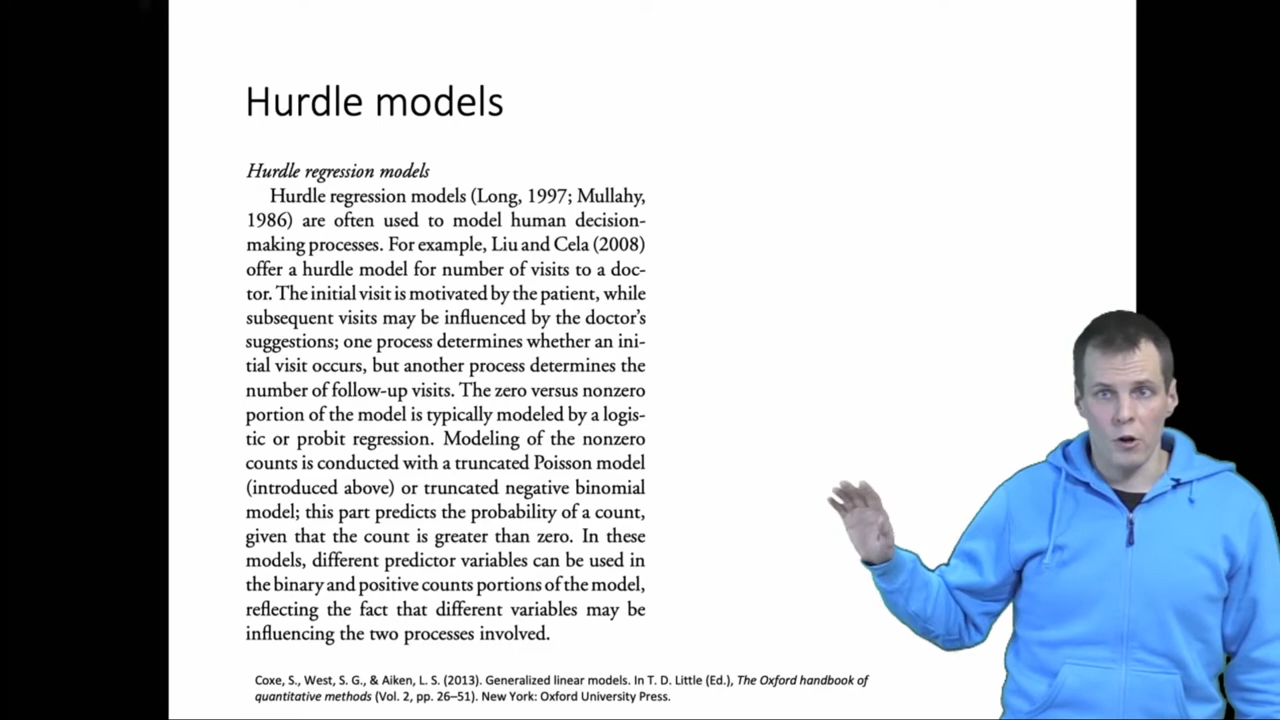 Hurdle models
Hurdle regression models
Hurdle regression models (Long, 1997; Mullahy,
1986) are often used to model human decision-
making processes. For example, Liu and Cela (2008)
offer a hurdle model for number of visits to a doc-
tor. The initial visit is motivated by the patient, while
subsequent visits may be influenced by the doctor's
suggestions; one process determines whether an ini-
tial visit occurs, but another process determines the
number of follow-up visits. The zero versus nonzero
portion of the model is typically modeled by a logis-
tic or probit regression. Modeling of the nonzero
counts is conducted with a truncated Poisson model
(introduced above) or truncated negative binomial
model; this part predicts the probability of a count,
given that the count is greater than zero. In these
models, different predictor variables can be used in
the binary and positive counts portions of the model,
reflecting the fact that different variables may be
influencing the two processes involved.
Coxe, S., West, S. G., & Aiken, L. S. (2013). Generalized linear models. In T. D. Little (Ed.), The Oxford handbook of
quantitative methods (Vol. 2, pp. 26–51). New York: Oxford University Press.